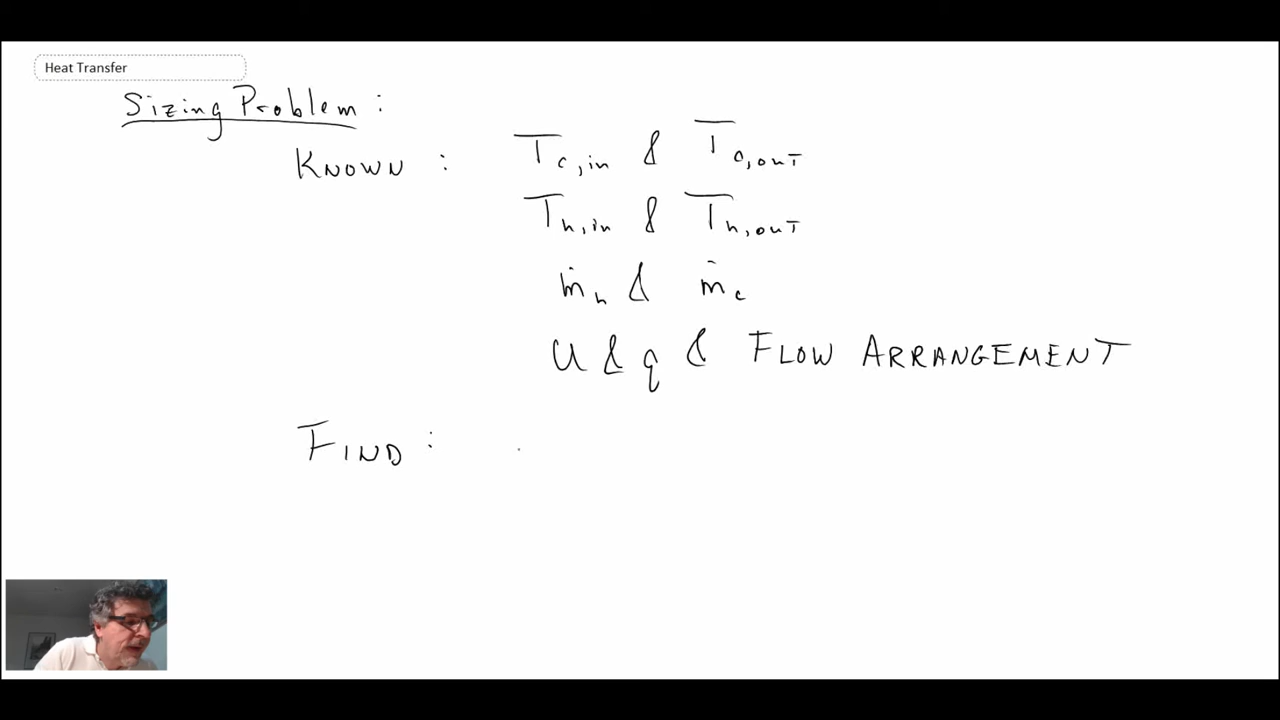 Heat Transfer
Sizing Problem:
KNOWN: Tc,in & Tc,out
Th,in & Th,out
ṁh & ṁc
U & q & FLOW ARRANGEMENT
FIND: